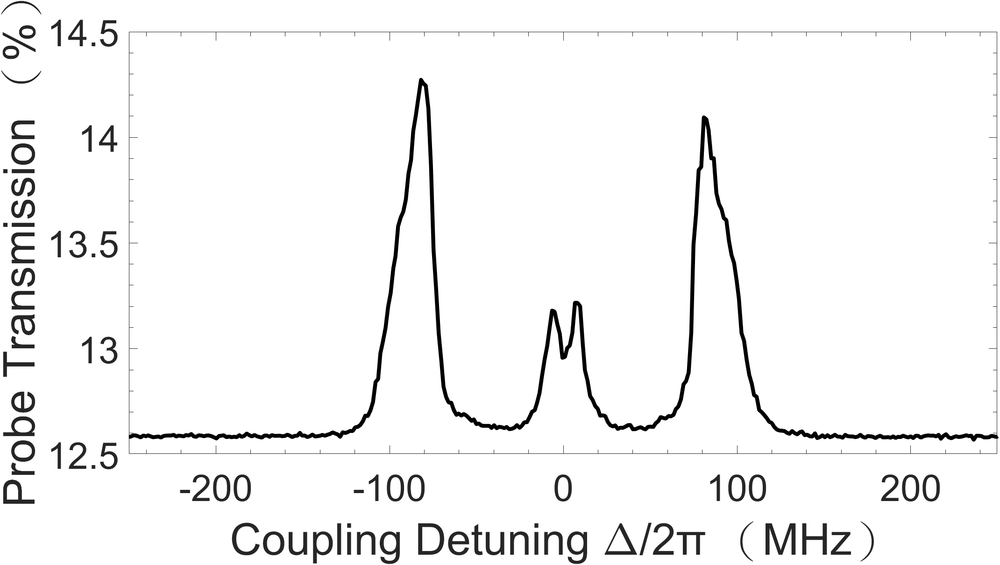 Probe Transmission（%）
14.5
14
13.5
13
12.5
-200 -100 0 100 200
Coupling Detuning Δ/2π （MHz）